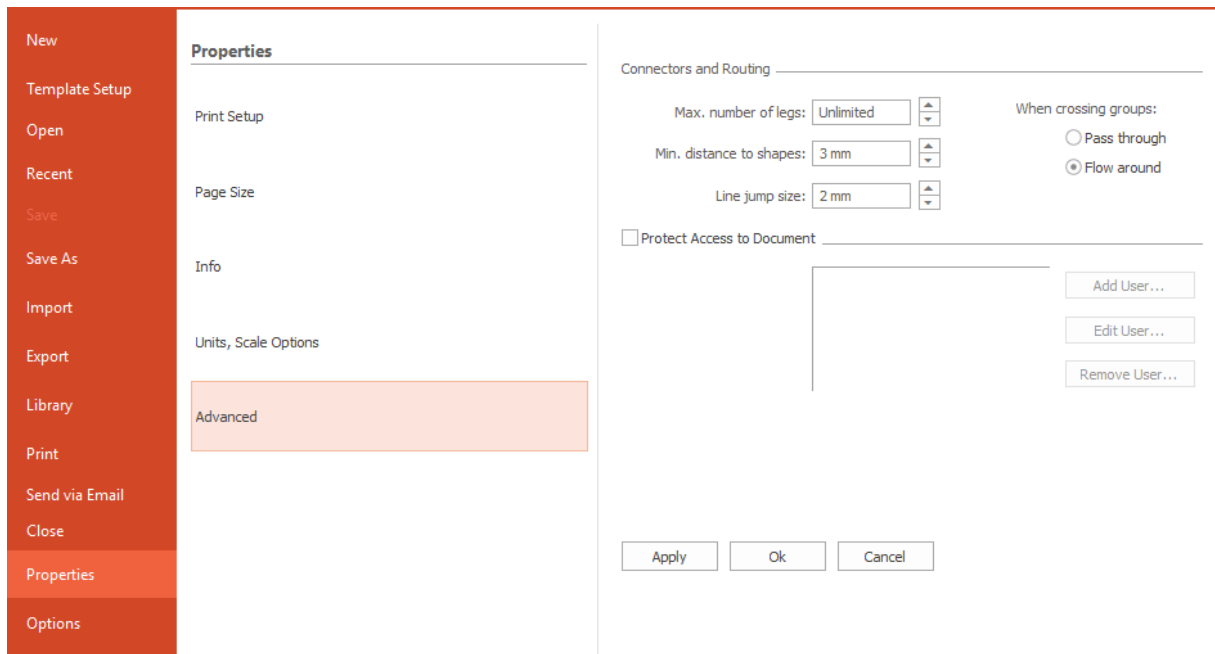 New
Template Setup
Open
Recent
Save
Save As
Import
Export
Library
Print
Send via Email
Close
Properties
Options
Properties
Print Setup
Page Size
Info
Units, Scale Options
Advanced
Connectors and Routing
Max. number of legs: Unlimited
Min. distance to shapes: 3 mm
Line jump size: 2 mm
When crossing groups:
Pass through
Flow around
Protect Access to Document
Add User...
Edit User...
Remove User...
Apply Ok Cancel